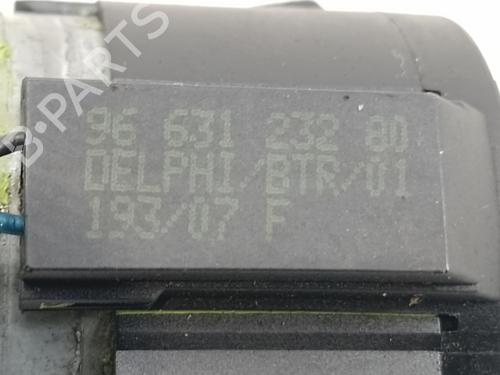 B-PARTS
96 631 232 80
DELPHI/BTR/01
193/07 F